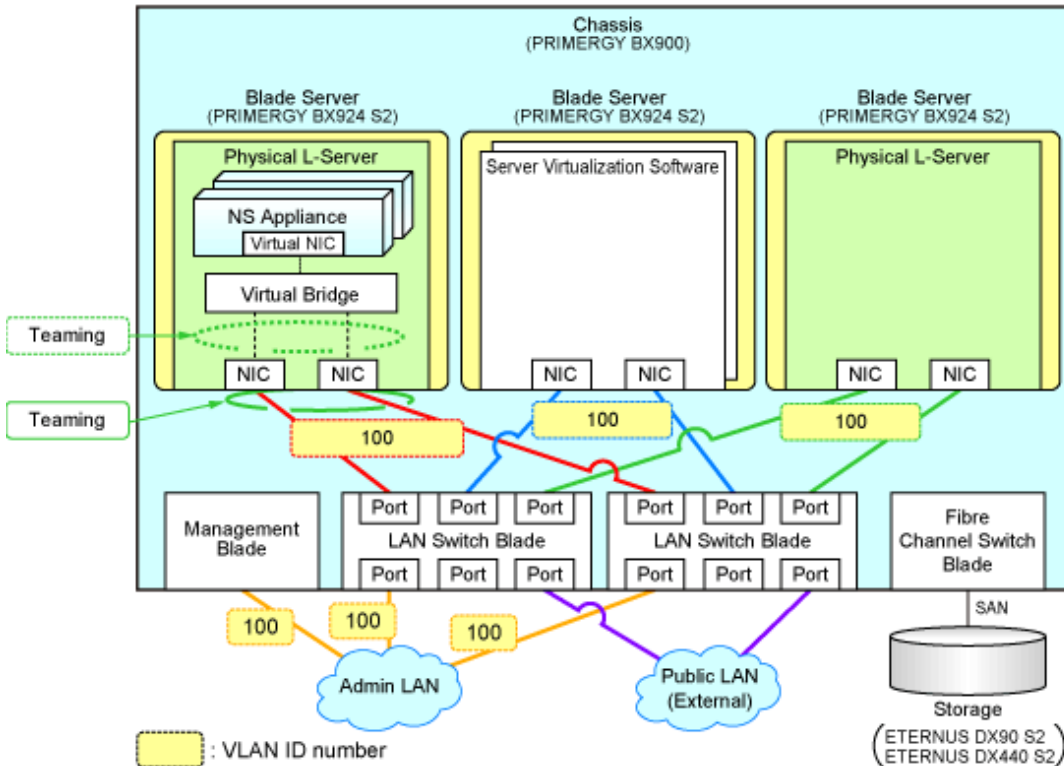 Chassis
(PRIMERGY BX900)
Blade Server
(PRIMERGY BX924 S2)
Blade Server
(PRIMERGY BX924 S2)
Blade Server
(PRIMERGY BX924 S2)
Physical L-Server
Server Virtualization Software
Physical L-Server
NS Appliance
Virtual NIC
Virtual Bridge
Teaming
NIC
NIC
NIC
NIC
NIC
NIC
Teaming
100
100
100
Management
Blade
Port
Port
Port
LAN Switch Blade
Port
Port
Port
Port
Port
Port
LAN Switch Blade
Port
Port
Port
Fibre
Channel Switch
Blade
100
100
100
SAN
Admin LAN
Public LAN
(External)
Storage
(ETERNUS DX90 S2
ETERNUS DX440 S2)
: VLAN ID number